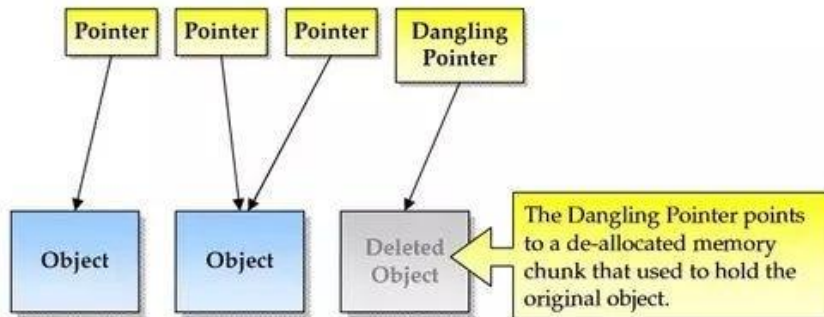 Pointer
Pointer
Pointer
Dangling
Pointer
Object
Object
Deleted
Object
The Dangling Pointer points
to a de-allocated memory
chunk that used to hold the
original object.